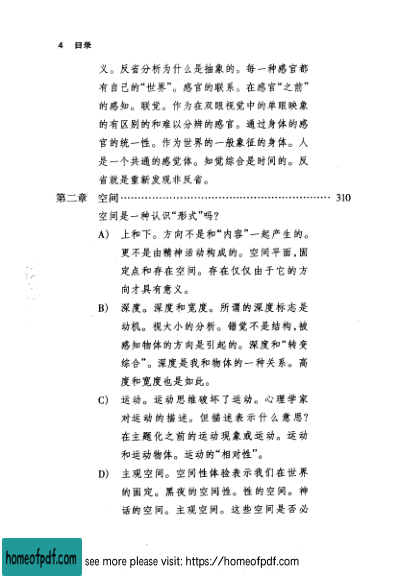 4 目录
义。反省分析为什么是抽象的。每一种感官都
有自己的“世界”。感官的联系。在感官“之前”
的感知。联觉。作为在双眼视觉中的单眼映象
的有区别的和难以分辨的感官。通过身体的感
官的统一性。作为世界的一般象征的身体。人
是一个共通的感觉体。知觉综合是时间的。反
省就是重新发现非反省。
第二章 空间………………………………………… 310
空间是一种认识“形式”吗?
A) 上和下。方向不是和“内容”一起产生的。
更不是由精神活动构成的。空间平面,固
定点和存在空间。存在仅仅由于它的方
向才具有意义。
B) 深度。深度和宽度。所谓的深度标志是
动机。视大小的分析。错觉不是结构,被
感知物体的方向是引起的。深度和“转变
综合”。深度是我和物体的一种关系。高
度和宽度也是如此。
C) 运动。运动思维破坏了运动。心理学家
对运动的描述。但描述表示什么意思?
在主题化之前的运动现象或运动。运动
和运动物体。运动的“相对性”。
D) 主观空间。空间性体验表示我们在世界
的固定。黑夜的空间性。性的空间。神
话的空间。主观空间。这些空间是否必
homeofpdf.com see more please visit: https://homeofpdf.com